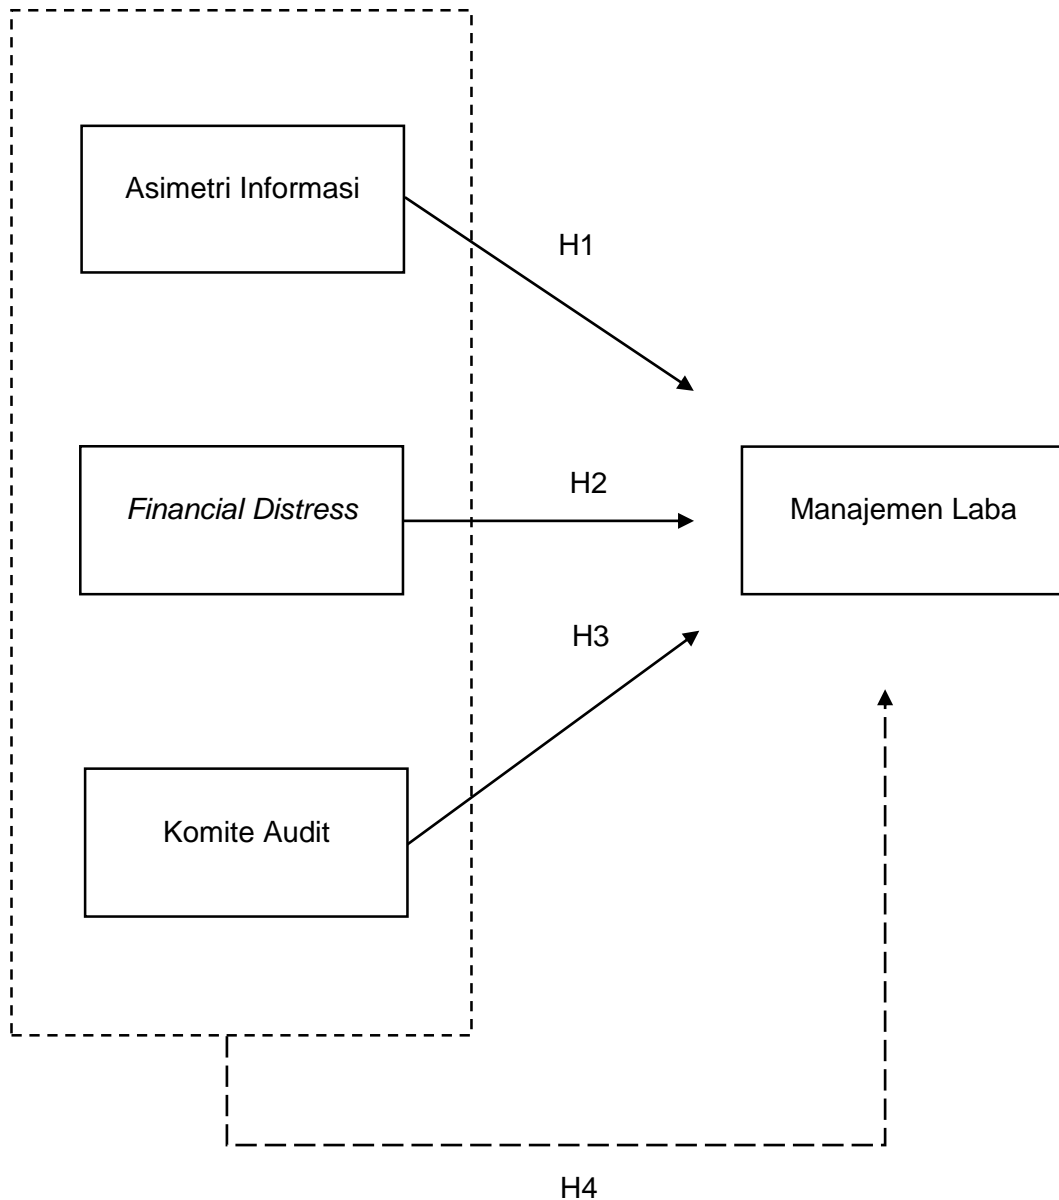 Asimetri Informasi
H1
Financial Distress
H2
Manajemen Laba
H3
Komite Audit
H4